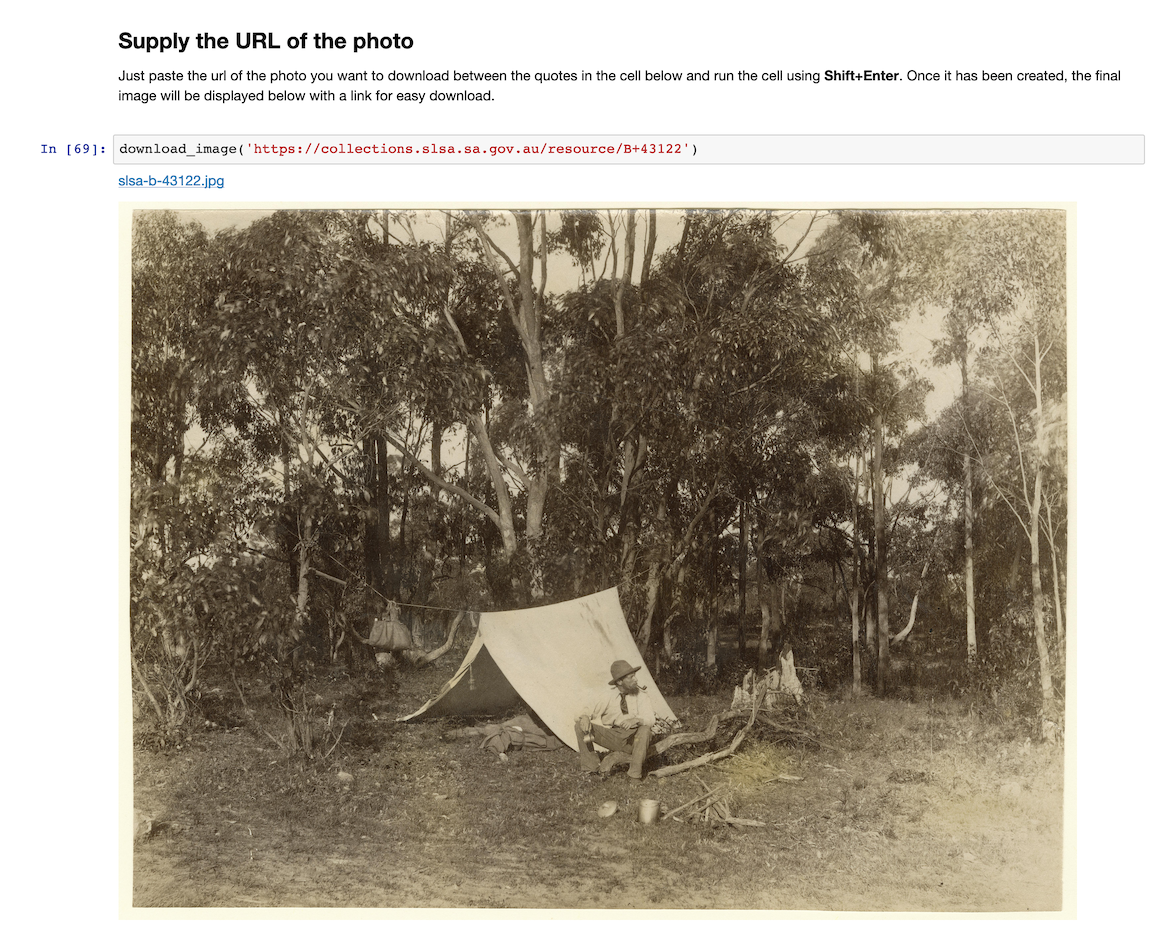 Supply the URL of the photo
Just paste the url of the photo you want to download between the quotes in the cell below and run the cell using Shift+Enter. Once it has been created, the final
image will be displayed below with a link for easy download.
In [69]: download_image('https://collections.slsa.sa.gov.au/resource/B+43122')
slsa-b-43122.jpg